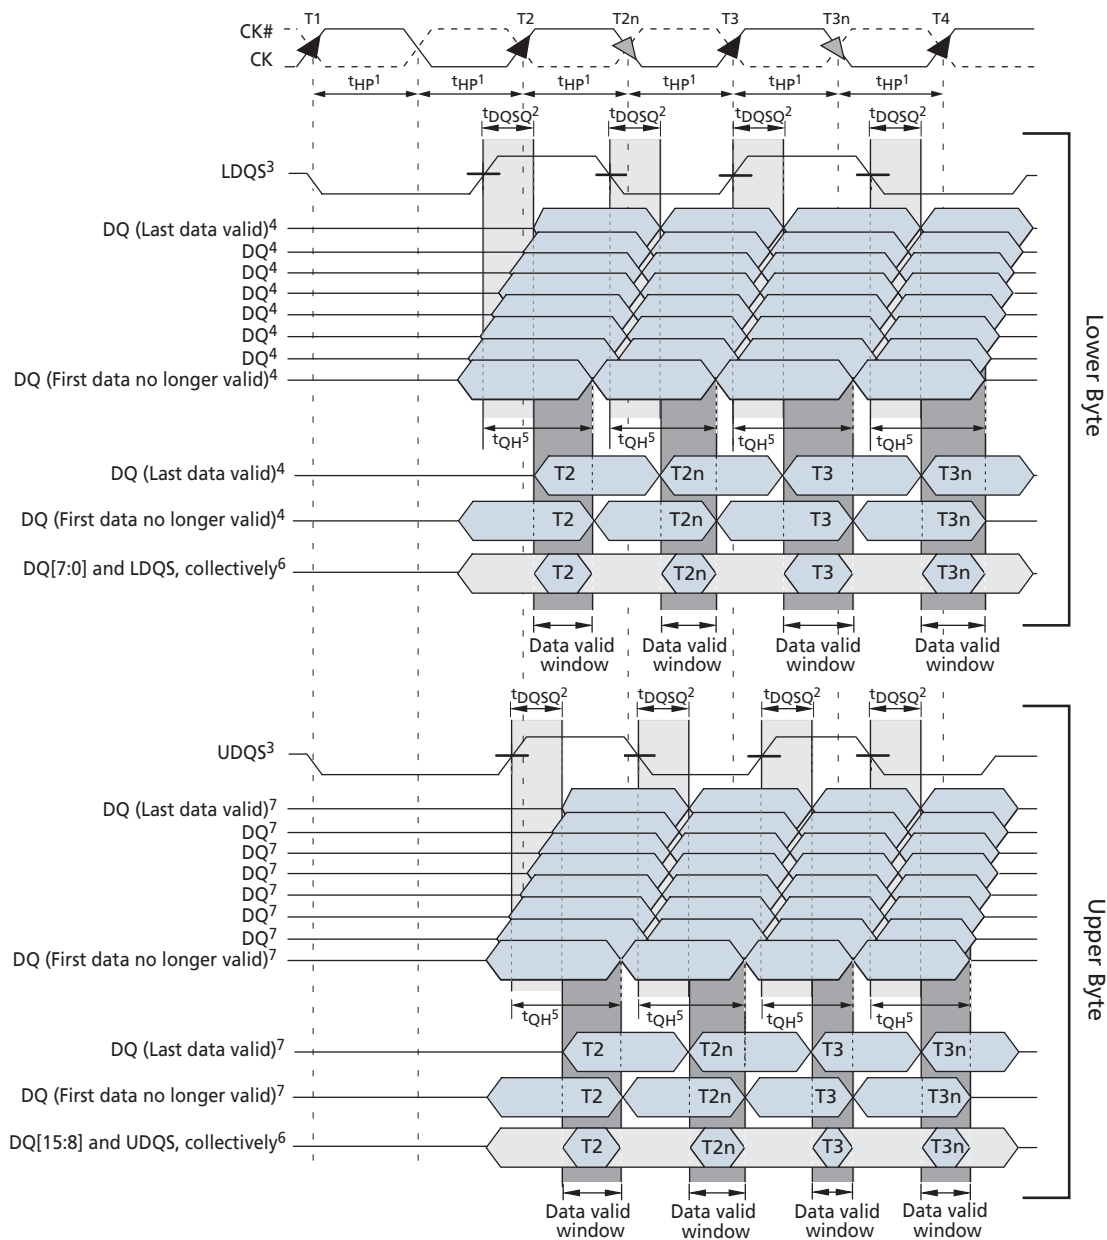 T1 T2 T2n T3 T3n T4
CK#
CK
tHP1 tHP1 tHP1 tHP1 tHP1 tHP1
tDQSQ2 tDQSQ2 tDQSQ2 tDQSQ2
LDQS3
DQ (Last data valid)4
DQ4
DQ4
DQ4
DQ4
DQ4
DQ4
DQ (First data no longer valid)4
tQH5 tQH5 tQH5 tQH5
DQ (Last data valid)4 T2 T2n T3 T3n
DQ (First data no longer valid)4 T2 T2n T3 T3n
DQ[7:0] and LDQS, collectively6 T2 T2n T3 T3n
Data valid window Data valid window Data valid window Data valid window
Lower Byte
tDQSQ2 tDQSQ2 tDQSQ2 tDQSQ2
UDQS3
DQ (Last data valid)7
DQ7
DQ7
DQ7
DQ7
DQ7
DQ7
DQ (First data no longer valid)7
tQH5 tQH5 tQH5 tQH5
DQ (Last data valid)7 T2 T2n T3 T3n
DQ (First data no longer valid)7 T2 T2n T3 T3n
DQ[15:8] and UDQS, collectively6 T2 T2n T3 T3n
Data valid window Data valid window Data valid window Data valid window
Upper Byte